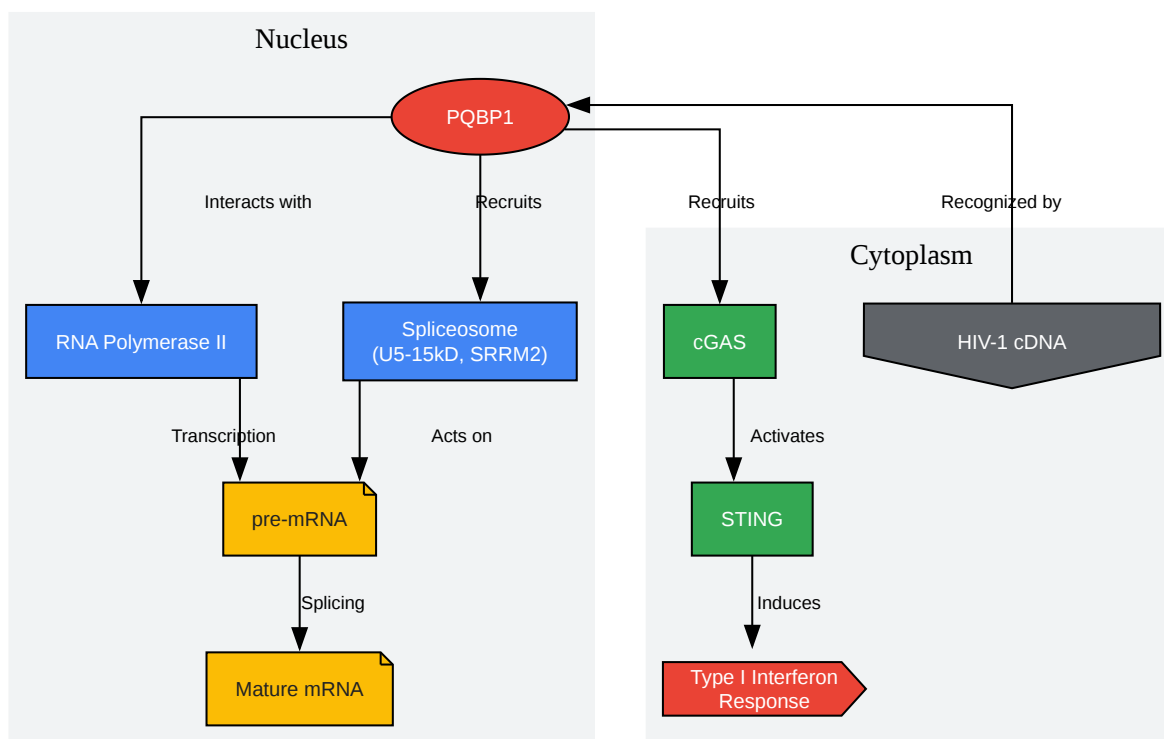 Nucleus
PQBP1
Interacts with
Recruits
Recruits
Recognized by
Cytoplasm
RNA Polymerase II
Spliceosome
(U5-15kD, SRRM2)
cGAS
HIV-1 cDNA
Transcription
Acts on
Activates
pre-mRNA
STING
Splicing
Induces
Mature mRNA
Type I Interferon
Response